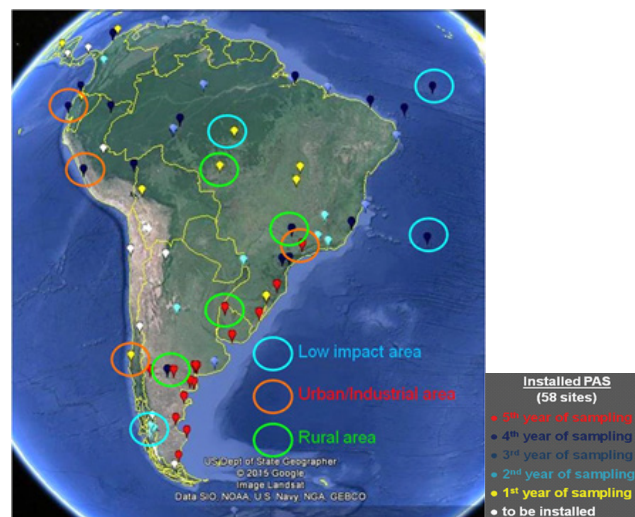 Low impact area
Urban/Industrial area
Rural area
US Dept of State Geographer
© 2015 Google
Image Landsat
Data SIO, NOAA, U.S. Navy, NGA, GEBCO
Installed PAS
(58 sites)
● 5th year of sampling
● 4th year of sampling
● 3rd year of sampling
● 2nd year of sampling
● 1st year of sampling
● to be installed